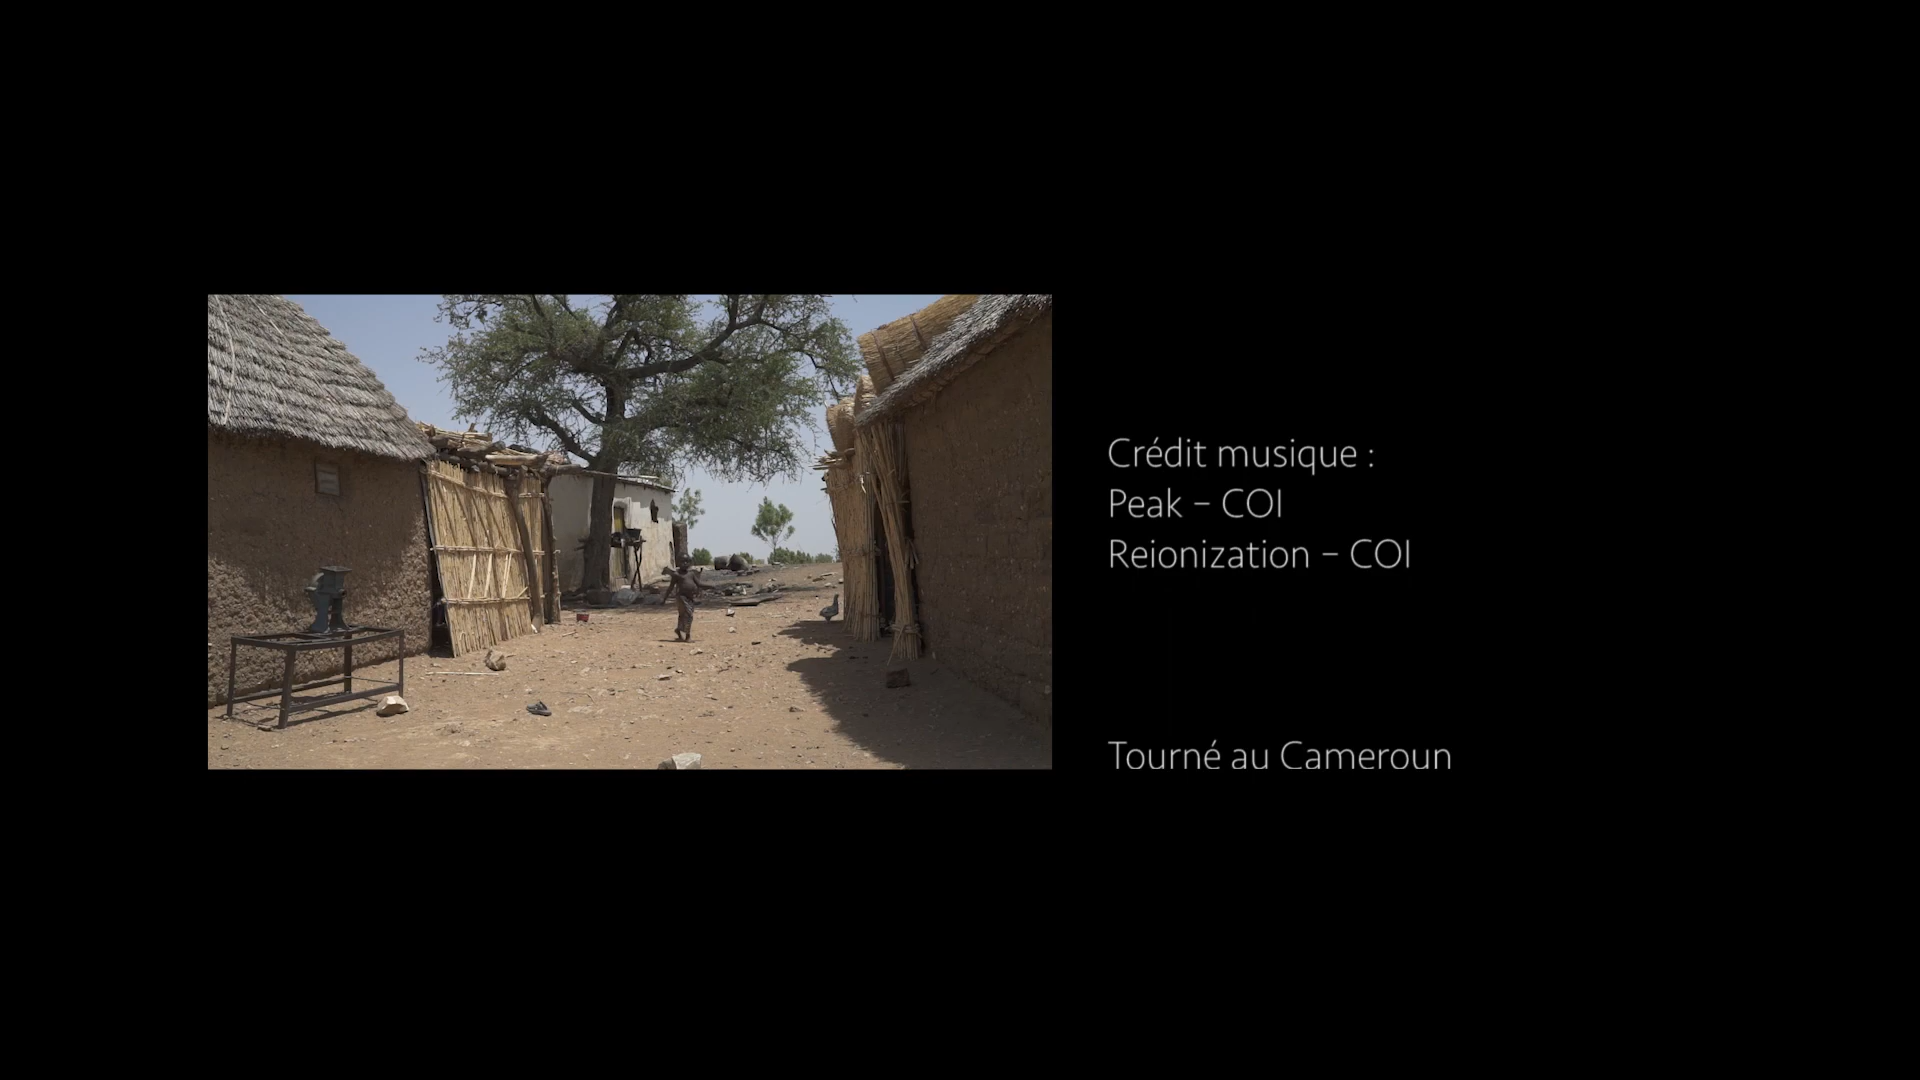 Crédit musique :
Peak – COI
Reionization – COI
Tourné au Cameroun